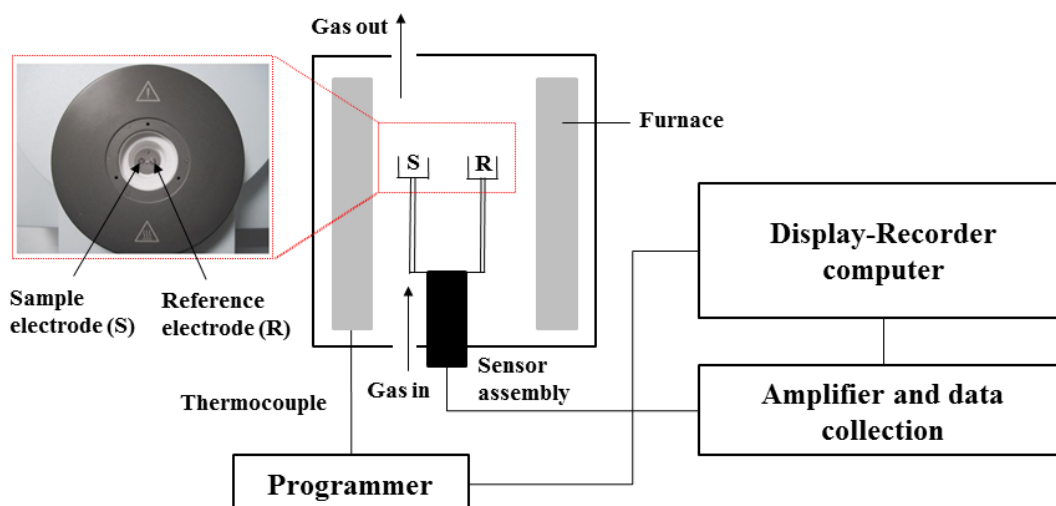 Gas out
Furnace
S
R
Display-Recorder
computer
Sample
electrode (S)
Reference
electrode (R)
Gas in
Sensor
assembly
Thermocouple
Amplifier and data
collection
Programmer